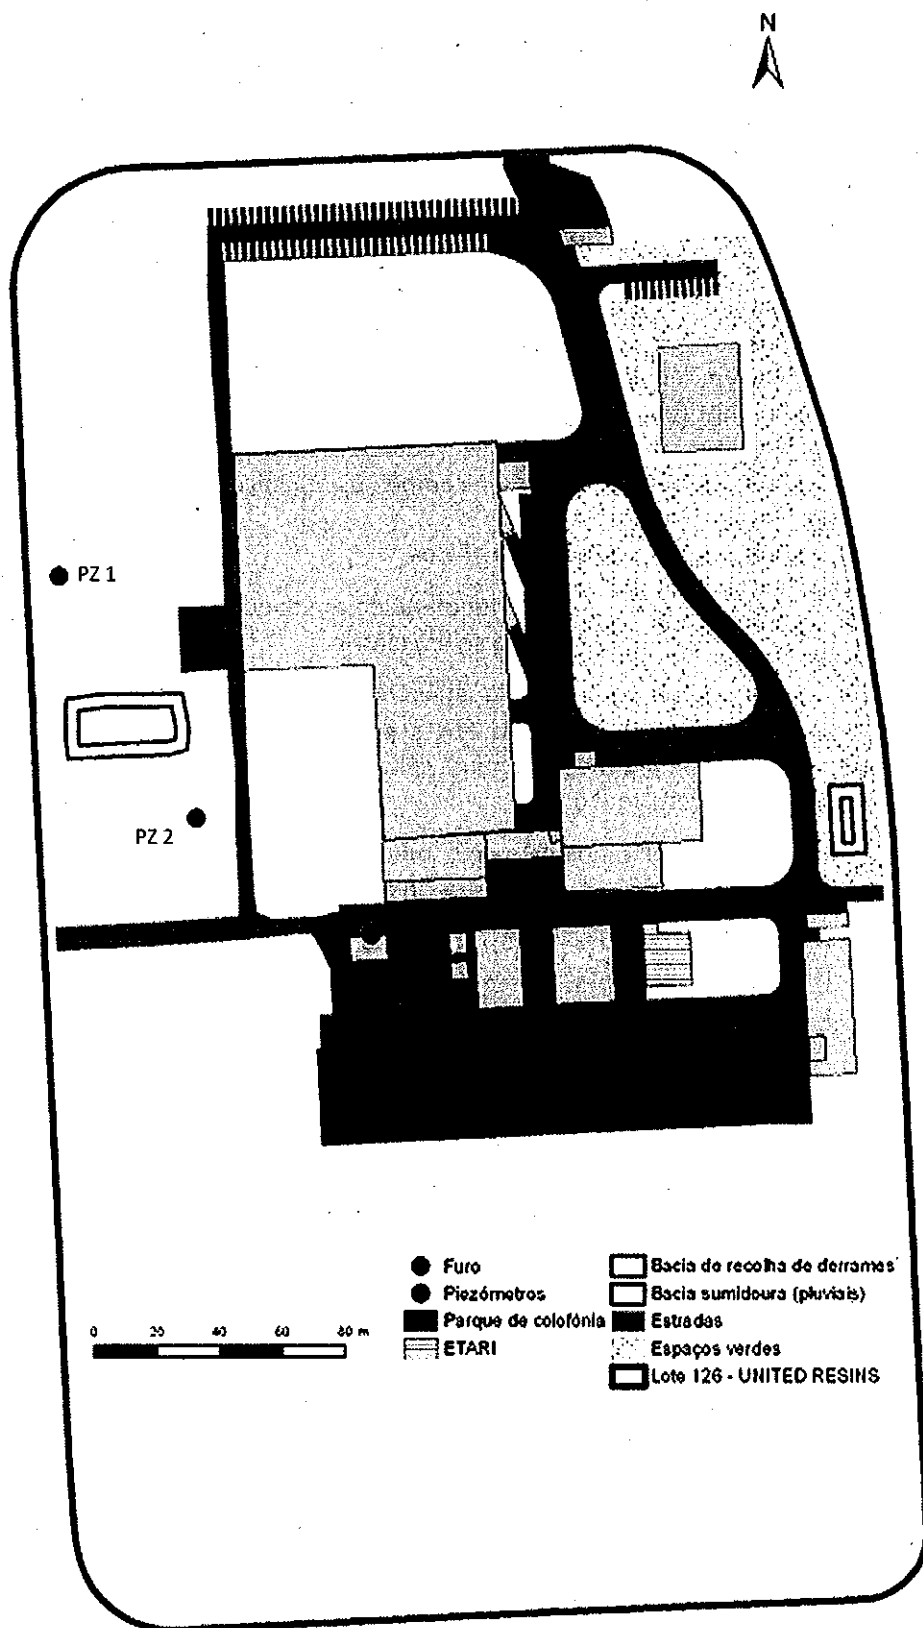 N
PZ 1
PZ 2
Furo
Piezómetros
Parque de colofónia
ETARI
Bacia de recolha de derrames
Bacia sumidoura (pluviais)
Estradas
Espaços verdes
Lote 126 - UNITED RESINS
0 20 40 60 80 m